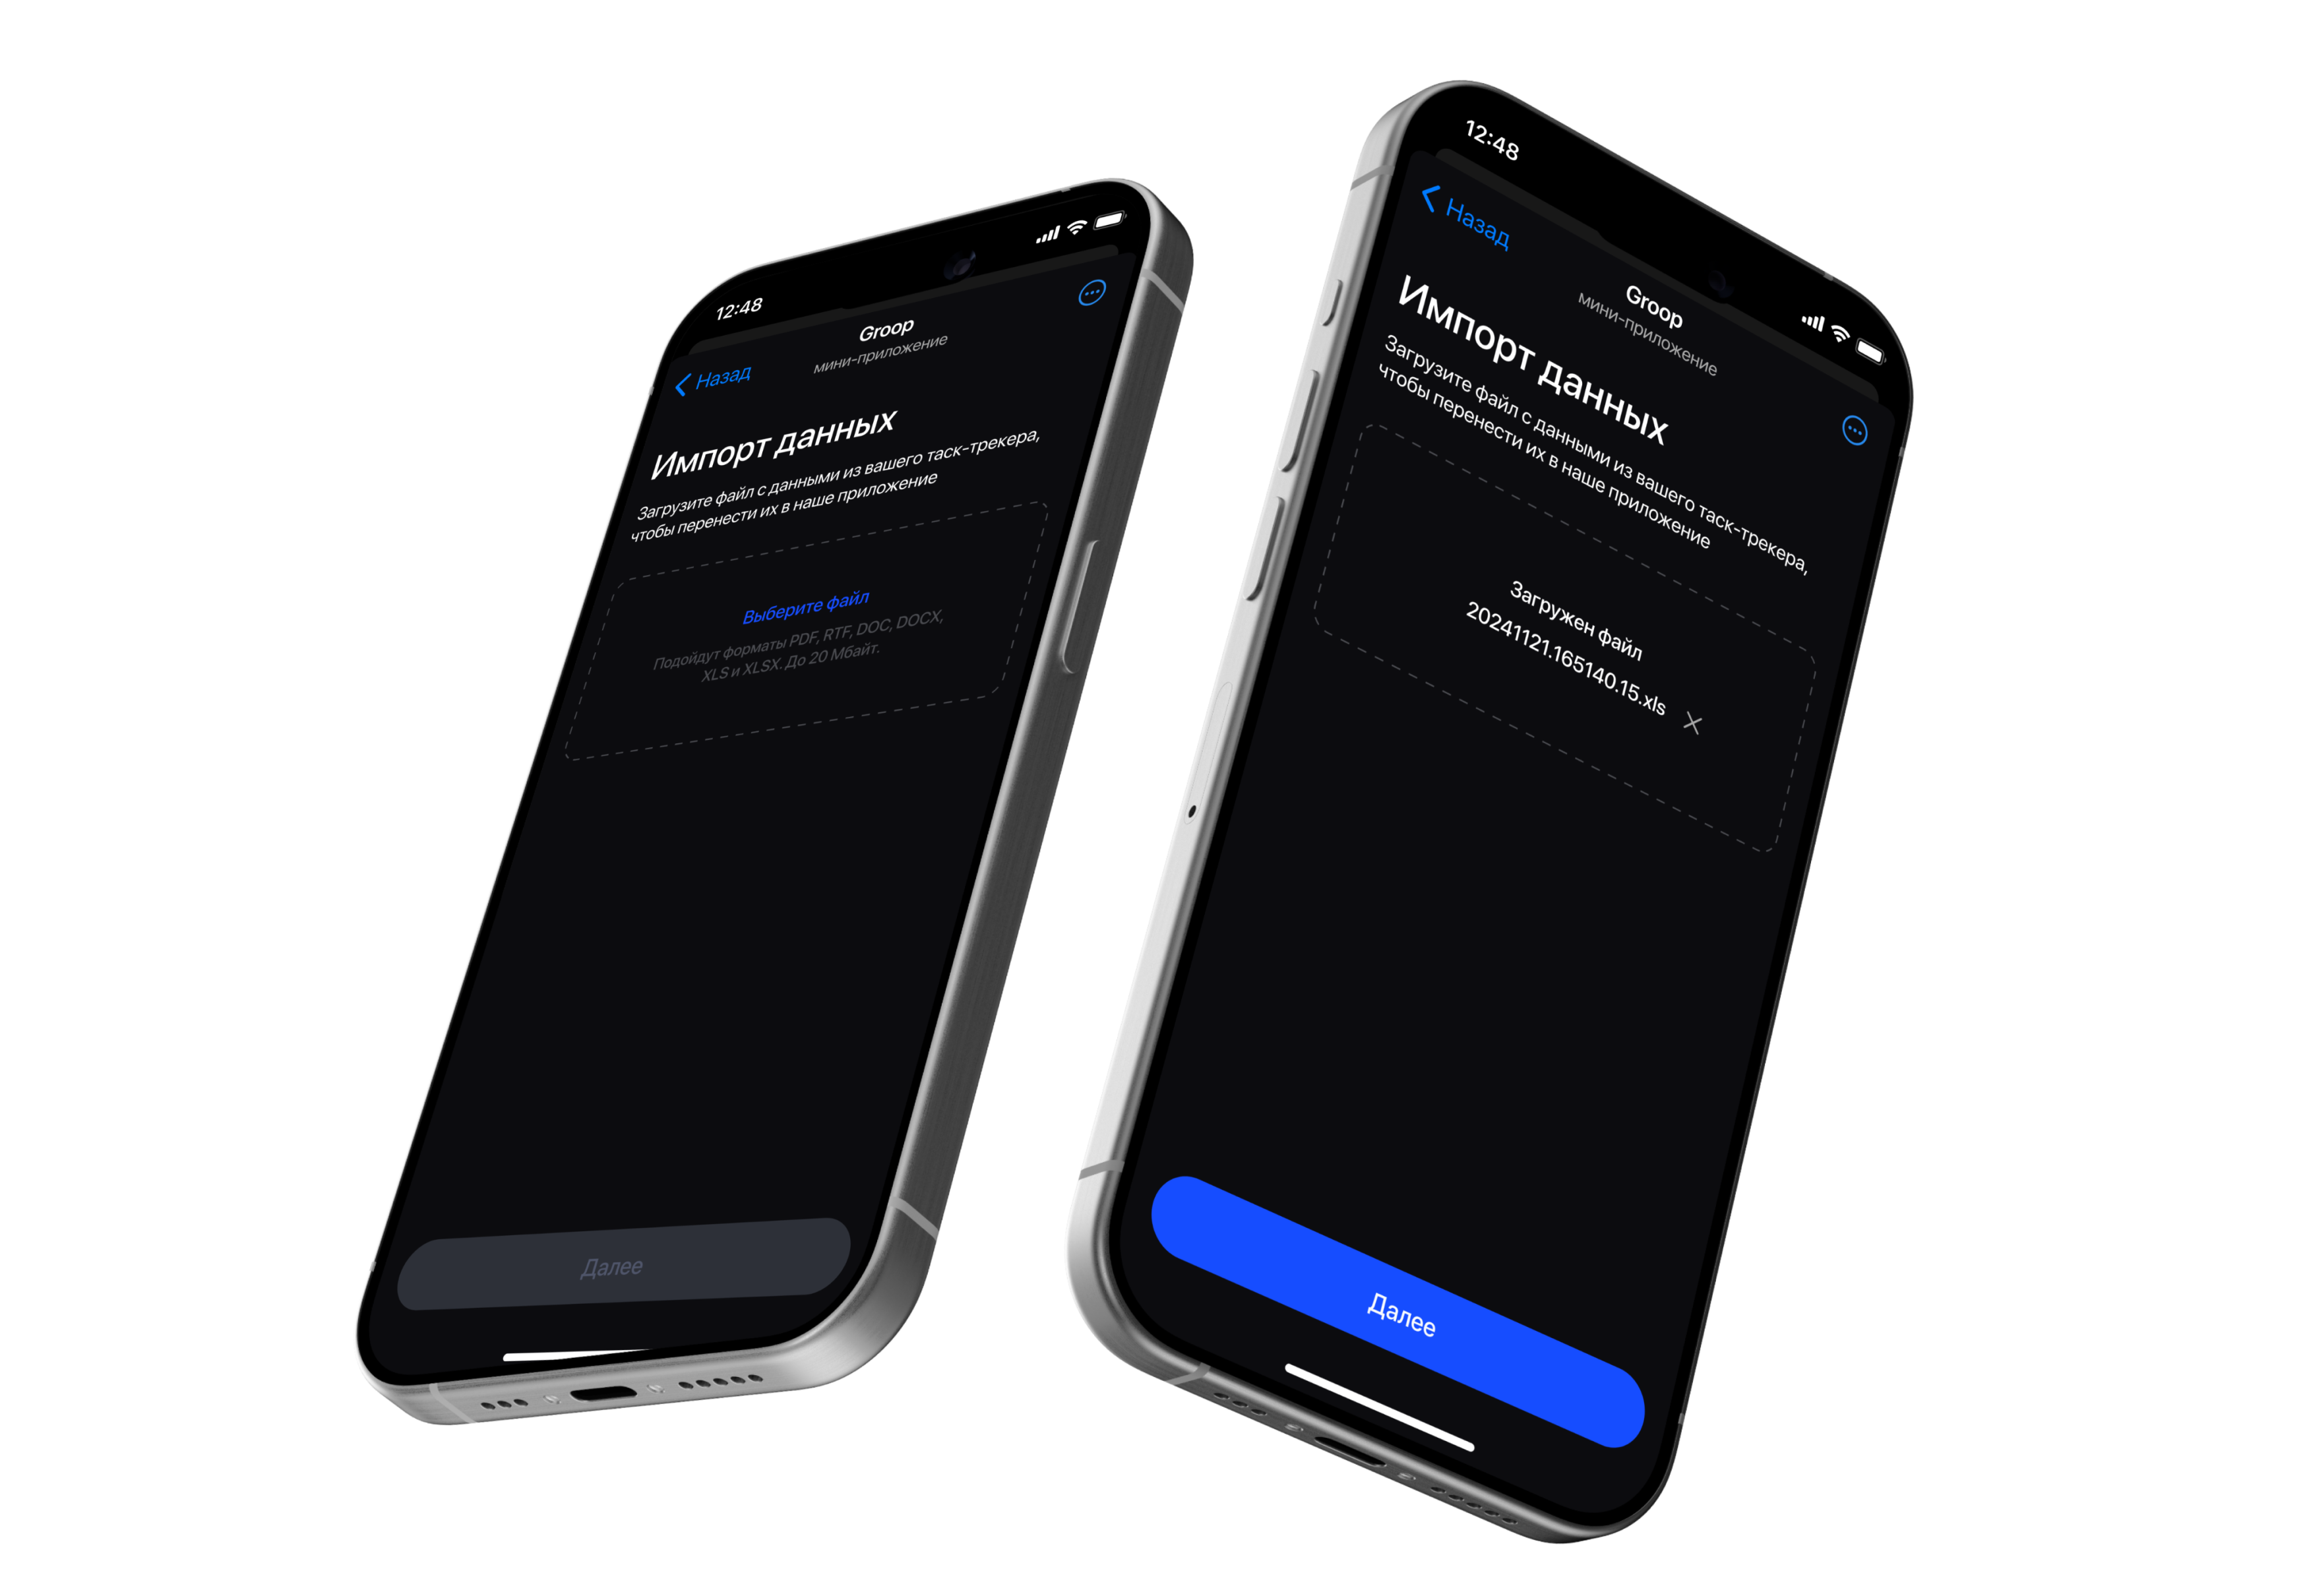 12:48
Назад
Groop
мини-приложение
Импорт данных
Загрузите файл с данными из вашего таск-трекера,
чтобы перенести их в наше приложение
Выберите файл
Подойдут форматы PDF, RTF, DOC, DOCX,
XLS и XLSX. До 20 Мбайт.
Далее
12:48
Назад
Groop
мини-приложение
Импорт данных
Загрузите файл с данными из вашего таск-трекера,
чтобы перенести их в наше приложение
Загружен файл
20241121.165140.15.xls
Далее